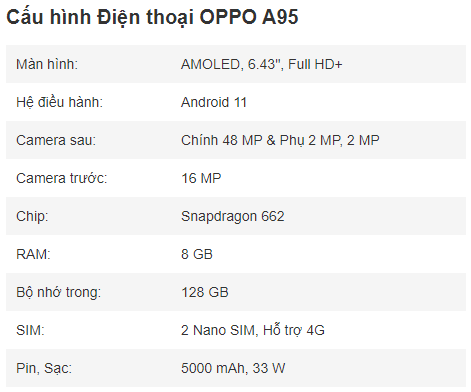 Cấu hình Điện thoại OPPO A95
Màn hình: AMOLED, 6.43", Full HD+
Hệ điều hành: Android 11
Camera sau: Chính 48 MP & Phụ 2 MP, 2 MP
Camera trước: 16 MP
Chip: Snapdragon 662
RAM: 8 GB
Bộ nhớ trong: 128 GB
SIM: 2 Nano SIM, Hỗ trợ 4G
Pin, Sạc: 5000 mAh, 33 W